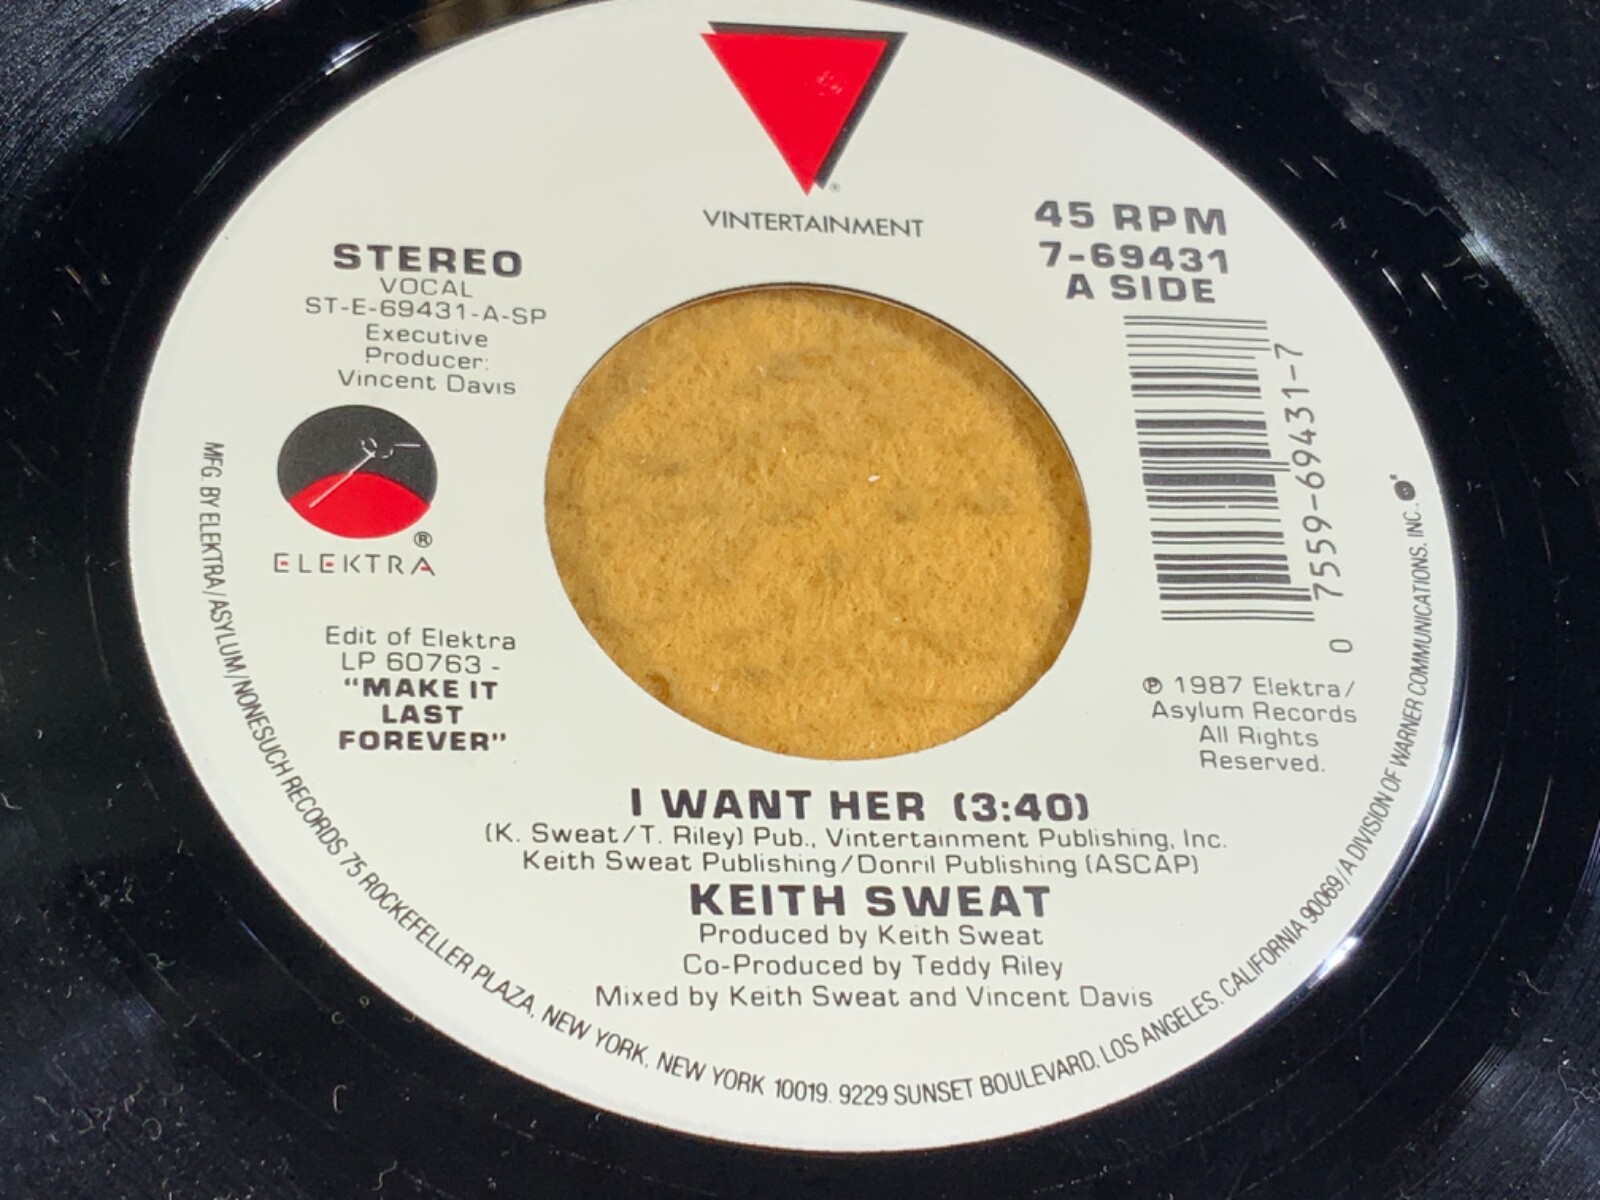 VINTERTAINMENT
STEREO
VOCAL
ST-E-69431-A-SP
Executive
Producer:
Vincent Davis
45 RPM
7-69431
A SIDE
ELEKTRA®
0 7559-69431-7
Edit of Elektra
LP 60763 -
"MAKE IT
LAST
FOREVER"
℗ 1987 Elektra/
Asylum Records
All Rights
Reserved.
I WANT HER (3:40)
(K. Sweat/T. Riley) Pub., Vintertainment Publishing, Inc.
Keith Sweat Publishing/Donril Publishing (ASCAP)
KEITH SWEAT
Produced by Keith Sweat
Co-Produced by Teddy Riley
Mixed by Keith Sweat and Vincent Davis
MFG. BY ELEKTRA/ASYLUM/NONESUCH RECORDS 75 ROCKEFELLER PLAZA, NEW YORK, NEW YORK 10019. 9229 SUNSET BOULEVARD, LOS ANGELES, CALIFORNIA 90069/A DIVISION OF WARNER COMMUNICATIONS, INC.